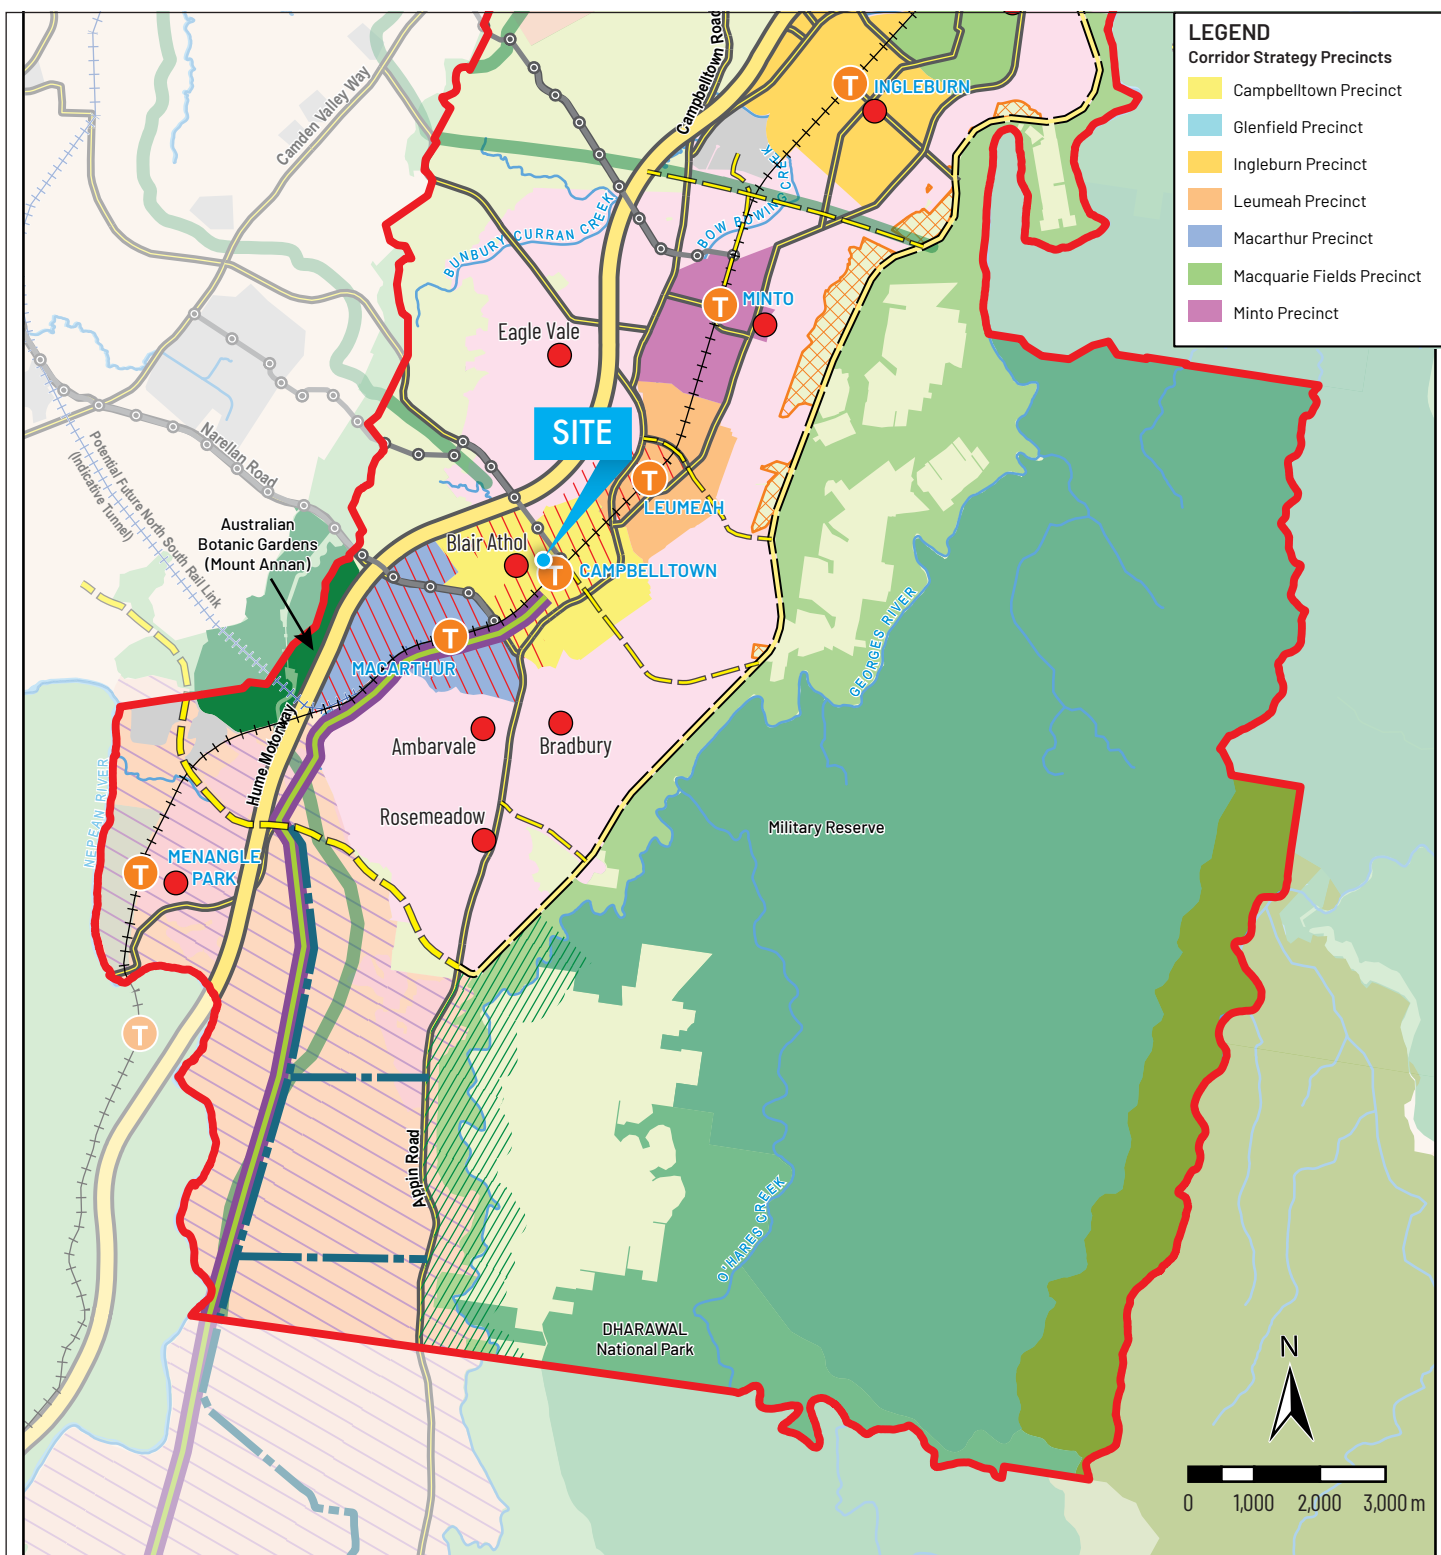 LEGEND
Corridor Strategy Precincts
Campbelltown Precinct
Glenfield Precinct
Ingleburn Precinct
Leumeah Precinct
Macarthur Precinct
Macquarie Fields Precinct
Minto Precinct
Camden Valley Way
Campbelltown Road
T
INGLEBURN
BUNBURY CURRAN CREEK
BOW BOWING CREEK
T
MINTO
Eagle Vale
SITE
Narellan Road
Potential Future North South Rail Link
(Indicative Tunnel)
T
LEUMEAH
Australian
Botanic Gardens
(Mount Annan)
Blair Athol
T
CAMPBELLTOWN
T
MACARTHUR
GEORGES RIVER
Hume Motorway
Ambarvale
Bradbury
NEPEAN RIVER
Rosemeadow
Military Reserve
T
MENANGLE
PARK
T
Appin Road
O'HARES CREEK
DHARAWAL
National Park
N
0 1,000 2,000 3,000 m